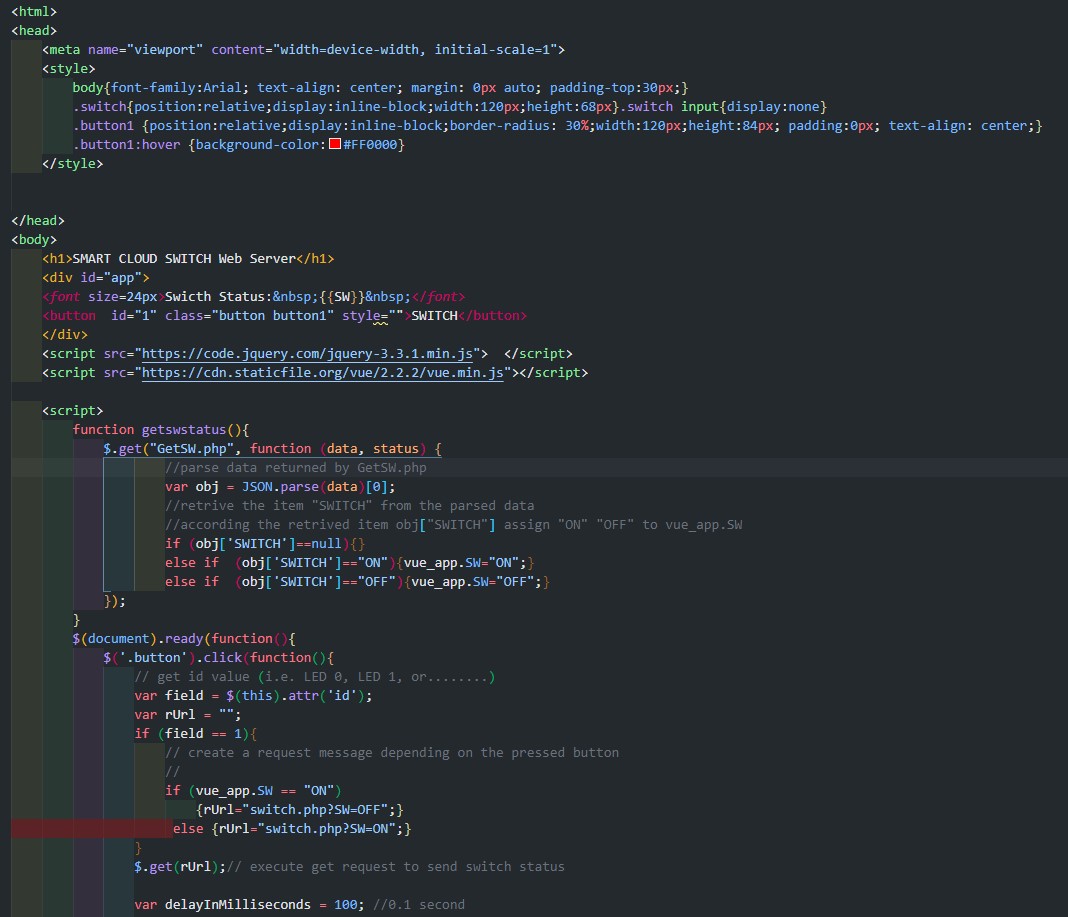 <html>
<head>
    <meta name="viewport" content="width=device-width, initial-scale=1">
    <style>
        body{font-family:Arial; text-align: center; margin: 0px auto; padding-top:30px;}
        .switch{position:relative;display:inline-block;width:120px;height:68px}.switch input{display:none}
        .button1 {position:relative;display:inline-block;border-radius: 30%;width:120px;height:84px; padding:0px; text-align: center;}
        .button1:hover {background-color:#FF0000}
    </style>
</head>
<body>
    <h1>SMART CLOUD SWITCH Web Server</h1>
    <div id="app">
    <font size=24px>Swicth Status:&nbsp;{{SW}}&nbsp;</font>
    <button  id="1" class="button button1" style="">SWITCH</button>
    </div>
    <script src="https://code.jquery.com/jquery-3.3.1.min.js">  </script>
    <script src="https://cdn.staticfile.org/vue/2.2.2/vue.min.js"></script>
    <script>
        function getswstatus(){
            $.get("GetSW.php", function (data, status) {
                    //parse data returned by GetSW.php
                    var obj = JSON.parse(data)[0];
                    //retrive the item "SWITCH" from the parsed data
                    //according the retrived item obj["SWITCH"] assign "ON" "OFF" to vue_app.SW
                    if (obj['SWITCH']==null){}
                    else if  (obj['SWITCH']=="ON"){vue_app.SW="ON";}
                    else if  (obj['SWITCH']=="OFF"){vue_app.SW="OFF";}
            });
        }
        $(document).ready(function(){
            $('.button').click(function(){
                // get id value (i.e. LED 0, LED 1, or........)
                var field = $(this).attr('id');
                var rUrl = "";
                if (field == 1){
                    // create a request message depending on the pressed button
                    //
                    if (vue_app.SW == "ON")
                        {rUrl="switch.php?SW=OFF";}
                     else {rUrl="switch.php?SW=ON";}
                }
                $.get(rUrl);// execute get request to send switch status
                var delayInMilliseconds = 100; //0.1 second